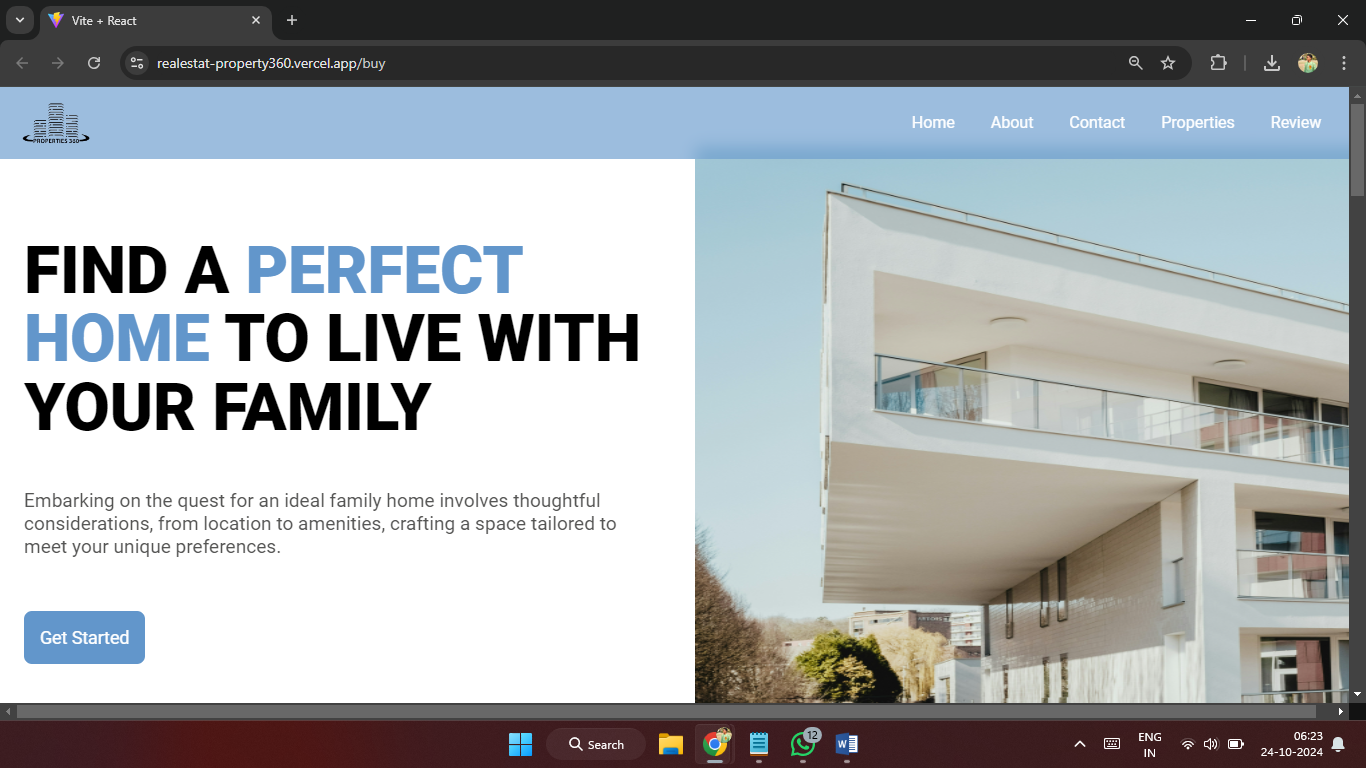 Vite + React
realestat-property360.vercel.app/buy
PROPERTIES 360
Home About Contact Properties Review
FIND A PERFECT
HOME TO LIVE WITH
YOUR FAMILY
Embarking on the quest for an ideal family home involves thoughtful
considerations, from location to amenities, crafting a space tailored to
meet your unique preferences.
Get Started
Search
12
ENG
IN
06:23
24-10-2024